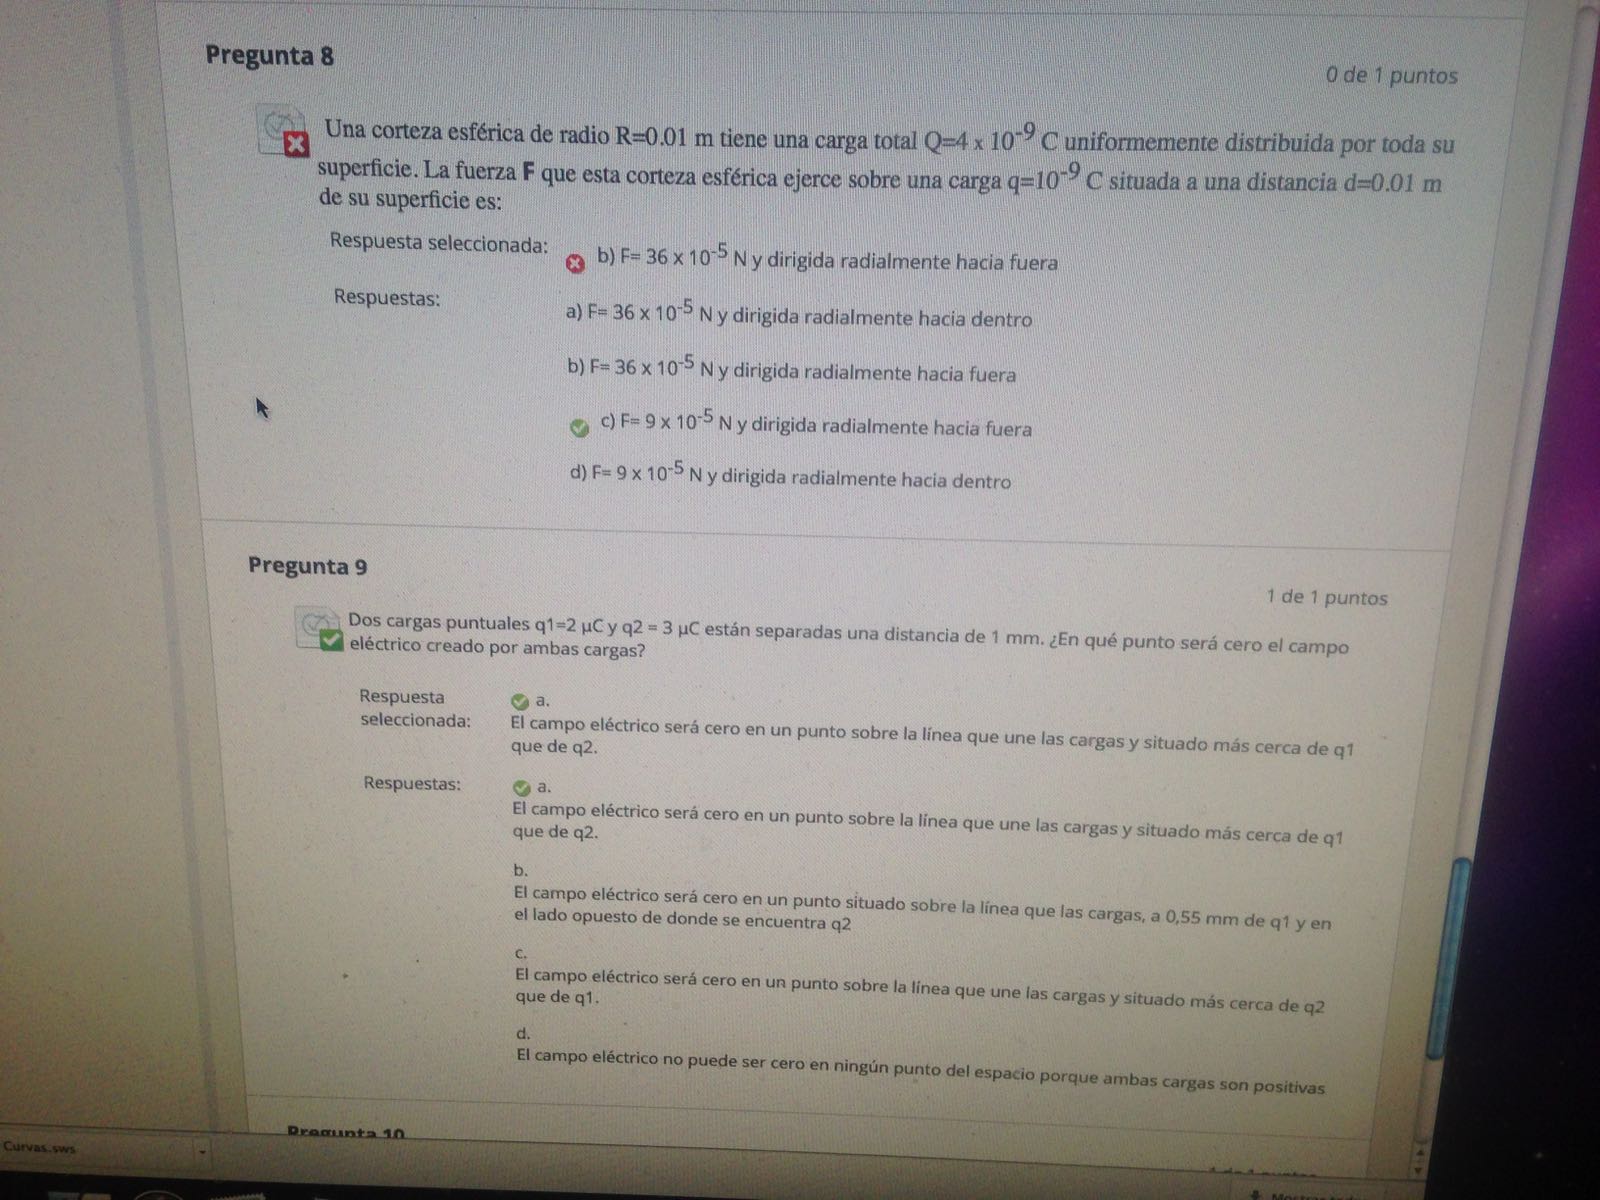 Pregunta 8
0 de 1 puntos
Una corteza esférica de radio R=0.01 m tiene una carga total Q=4 x 10⁻⁹ C uniformemente distribuida por toda su
superficie. La fuerza F que esta corteza esférica ejerce sobre una carga q=10⁻⁹ C situada a una distancia d=0.01 m
de su superficie es:
Respuesta seleccionada:
b) F= 36 x 10⁻⁵ N y dirigida radialmente hacia fuera
Respuestas:
a) F= 36 x 10⁻⁵ N y dirigida radialmente hacia dentro
b) F= 36 x 10⁻⁵ N y dirigida radialmente hacia fuera
c) F= 9 x 10⁻⁵ N y dirigida radialmente hacia fuera
d) F= 9 x 10⁻⁵ N y dirigida radialmente hacia dentro
Pregunta 9
1 de 1 puntos
Dos cargas puntuales q1=2 µC y q2 = 3 µC están separadas una distancia de 1 mm. ¿En qué punto será cero el campo
eléctrico creado por ambas cargas?
Respuesta
seleccionada:
a.
El campo eléctrico será cero en un punto sobre la línea que une las cargas y situado más cerca de q1
que de q2.
Respuestas:
a.
El campo eléctrico será cero en un punto sobre la línea que une las cargas y situado más cerca de q1
que de q2.
b.
El campo eléctrico será cero en un punto situado sobre la línea que las cargas, a 0,55 mm de q1 y en
el lado opuesto de donde se encuentra q2
c.
El campo eléctrico será cero en un punto sobre la línea que une las cargas y situado más cerca de q2
que de q1.
d.
El campo eléctrico no puede ser cero en ningún punto del espacio porque ambas cargas son positivas
Pregunta 10
Curvas.sws